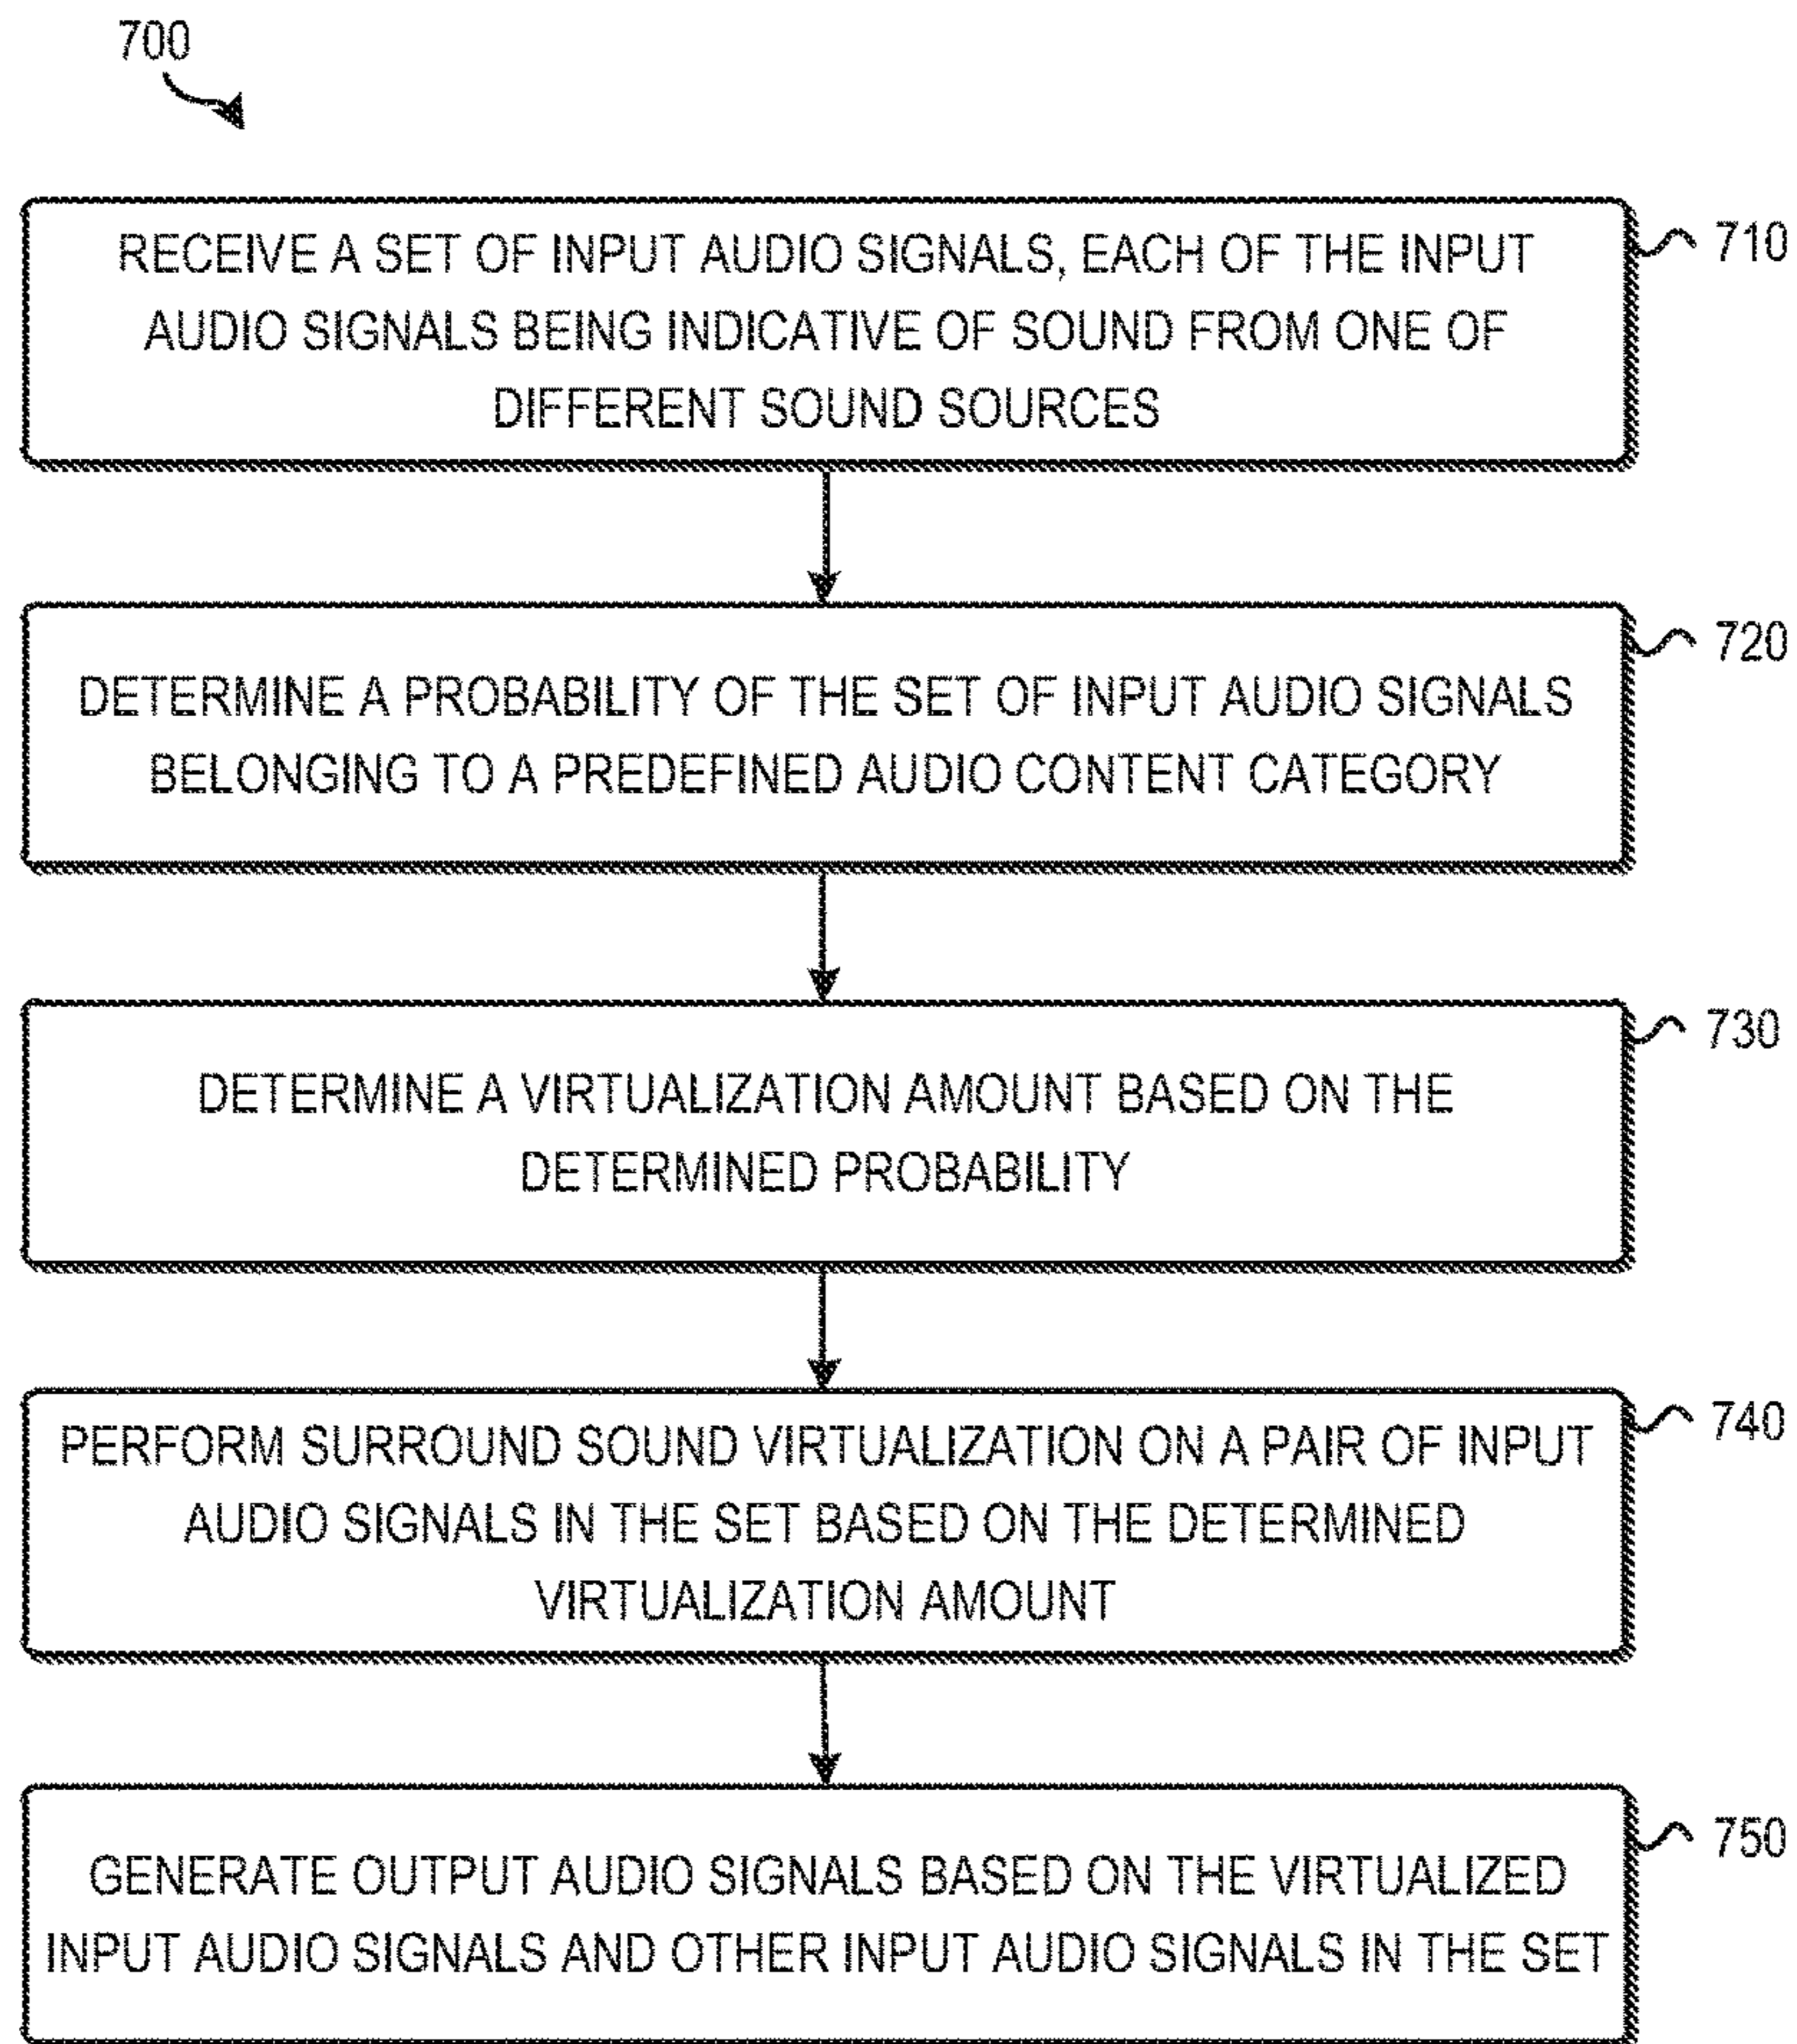 700
RECEIVE A SET OF INPUT AUDIO SIGNALS, EACH OF THE INPUT
AUDIO SIGNALS BEING INDICATIVE OF SOUND FROM ONE OF
DIFFERENT SOUND SOURCES
710
DETERMINE A PROBABILITY OF THE SET OF INPUT AUDIO SIGNALS
BELONGING TO A PREDEFINED AUDIO CONTENT CATEGORY
720
DETERMINE A VIRTUALIZATION AMOUNT BASED ON THE
DETERMINED PROBABILITY
730
PERFORM SURROUND SOUND VIRTUALIZATION ON A PAIR OF INPUT
AUDIO SIGNALS IN THE SET BASED ON THE DETERMINED
VIRTUALIZATION AMOUNT
740
GENERATE OUTPUT AUDIO SIGNALS BASED ON THE VIRTUALIZED
INPUT AUDIO SIGNALS AND OTHER INPUT AUDIO SIGNALS IN THE SET
750